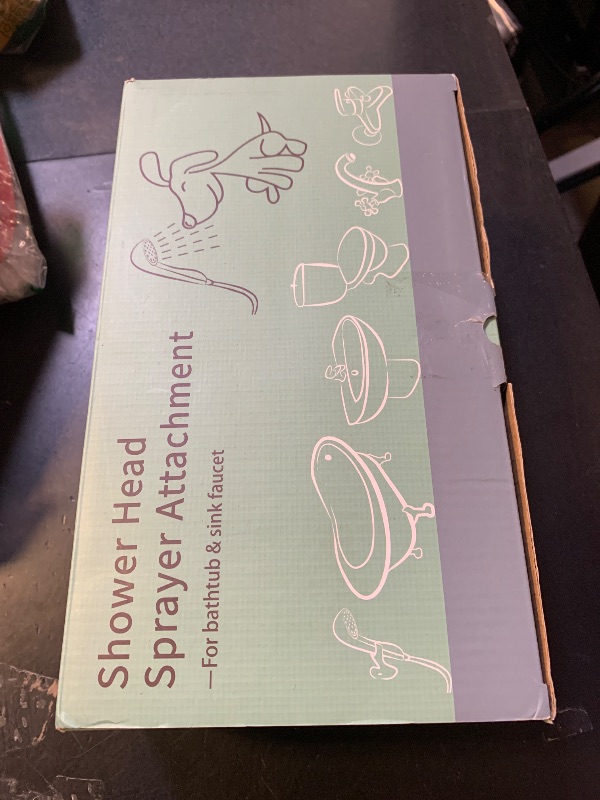 Shower Head
Sprayer Attachment
—For bathtub & sink faucet